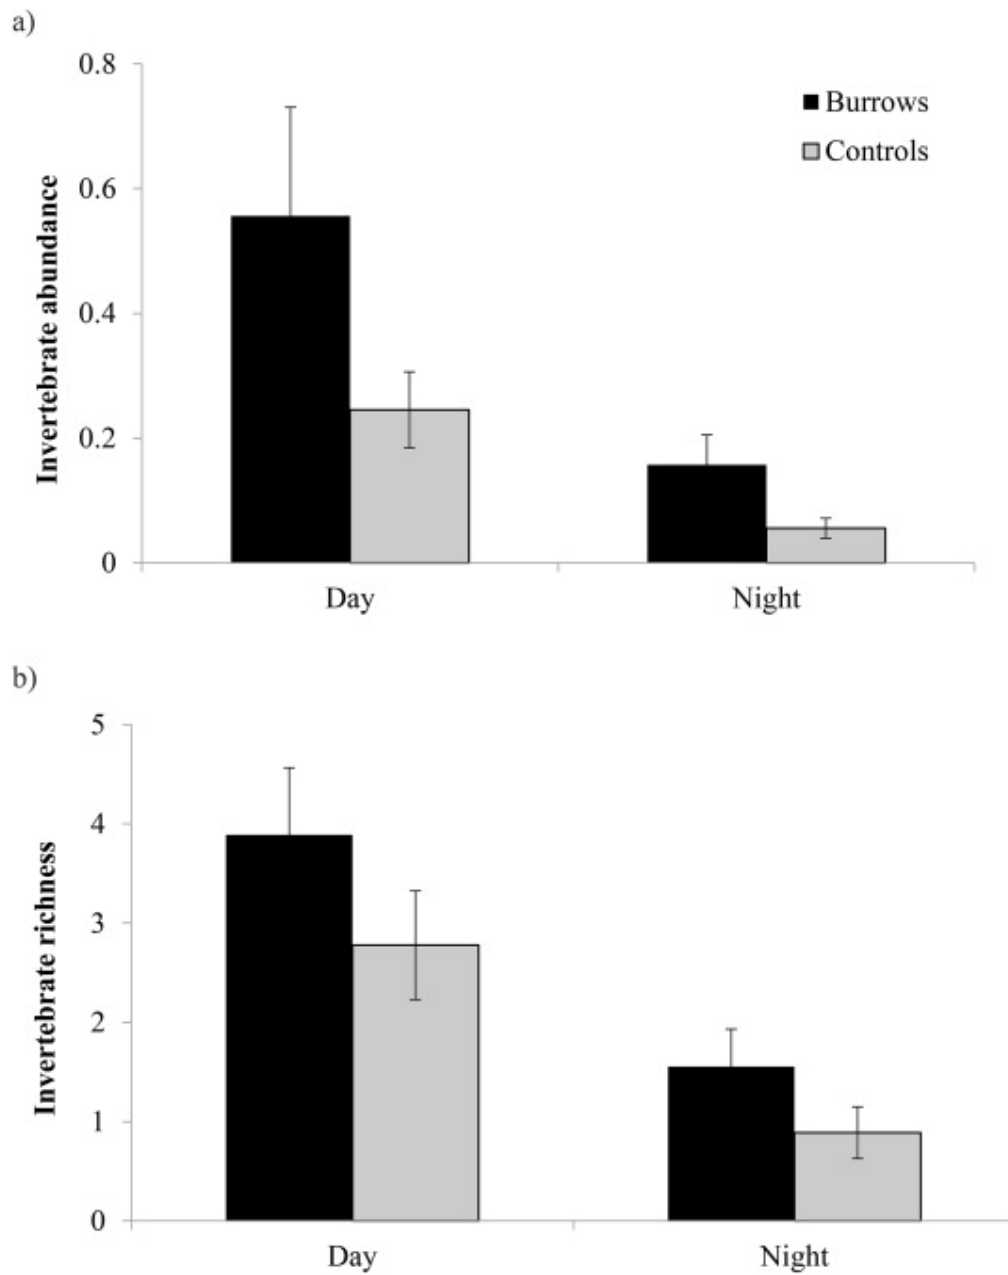 a)
0.8
Burrows
Controls
0.6
Invertebrate abundance
0.4
0.2
0
Day Night
b)
5
4
Invertebrate richness
3
2
1
0
Day Night